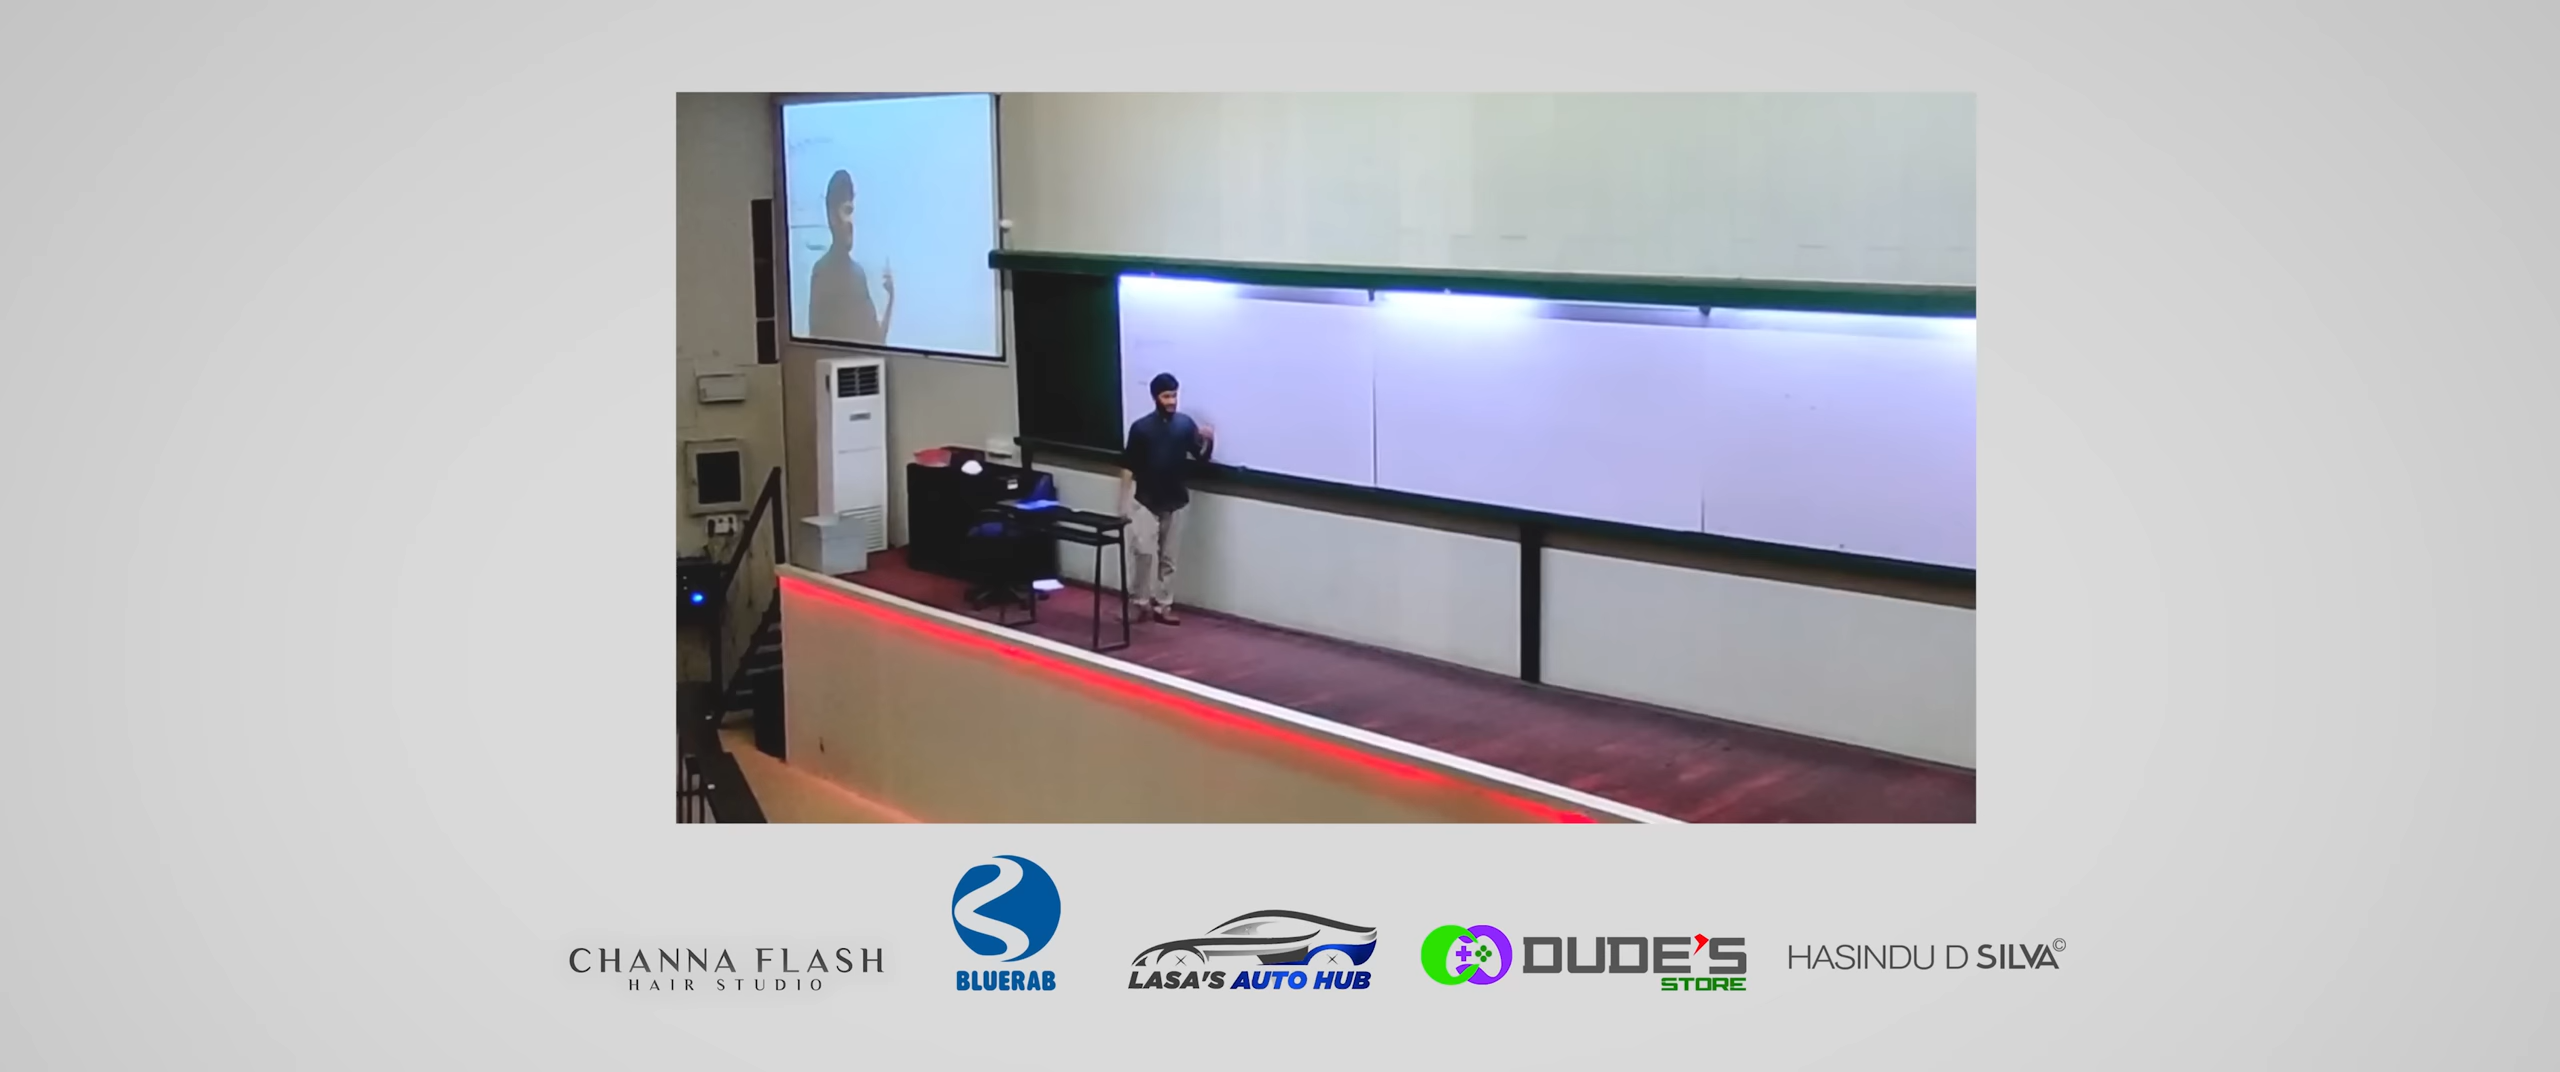 CHANNA FLASH
HAIR STUDIO
BLUERAB
LASA'S AUTO HUB
DUDE'S
STORE
HASINDU D SILVA©